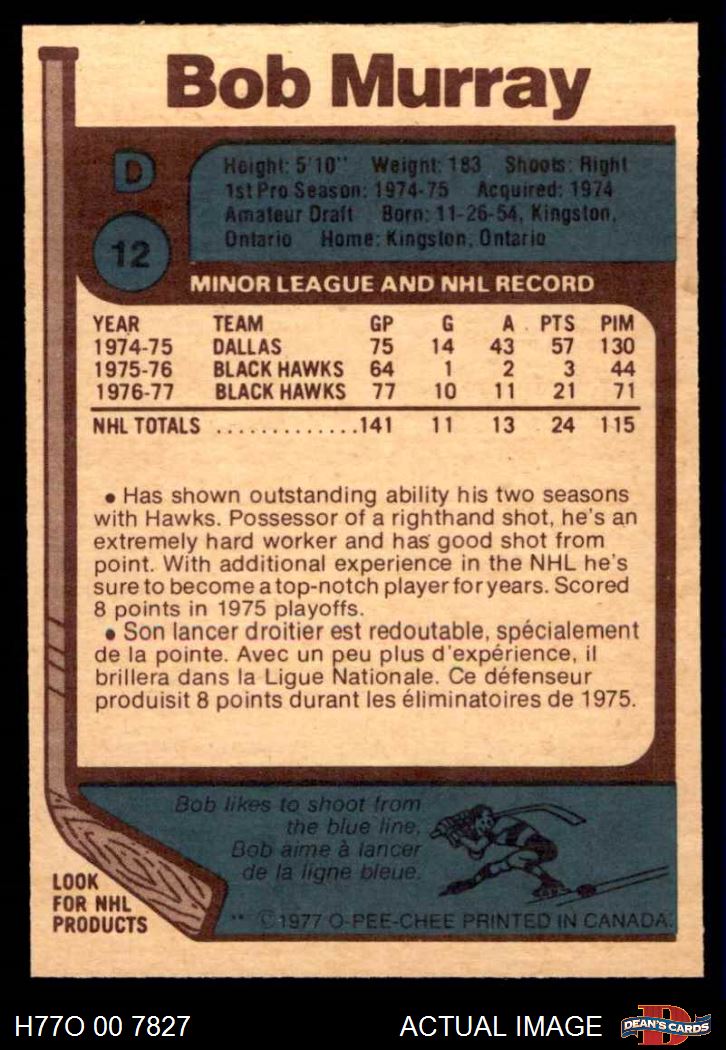 Bob Murray
D
12
Height: 5'10" Weight: 183 Shoots: Right
1st Pro Season: 1974-75 Acquired: 1974
Amateur Draft Born: 11-26-54, Kingston,
Ontario Home: Kingston, Ontario
MINOR LEAGUE AND NHL RECORD
YEAR TEAM GP G A PTS PIM
1974-75 DALLAS 75 14 43 57 130
1975-76 BLACK HAWKS 64 1 2 3 44
1976-77 BLACK HAWKS 77 10 11 21 71
NHL TOTALS .............141 11 13 24 115
• Has shown outstanding ability his two seasons
with Hawks. Possessor of a righthand shot, he's an
extremely hard worker and has good shot from
point. With additional experience in the NHL he's
sure to become a top-notch player for years. Scored
8 points in 1975 playoffs.
• Son lancer droitier est redoutable, spécialement
de la pointe. Avec un peu plus d'expérience, il
brillera dans la Ligue Nationale. Ce défenseur
produisit 8 points durant les éliminatoires de 1975.
Bob likes to shoot from
the blue line.
Bob aime à lancer
de la ligne bleue.
LOOK
FOR NHL
PRODUCTS
** ©1977 O-PEE-CHEE PRINTED IN CANADA.
H77O 00 7827 ACTUAL IMAGE
D
DEAN'S CARDS